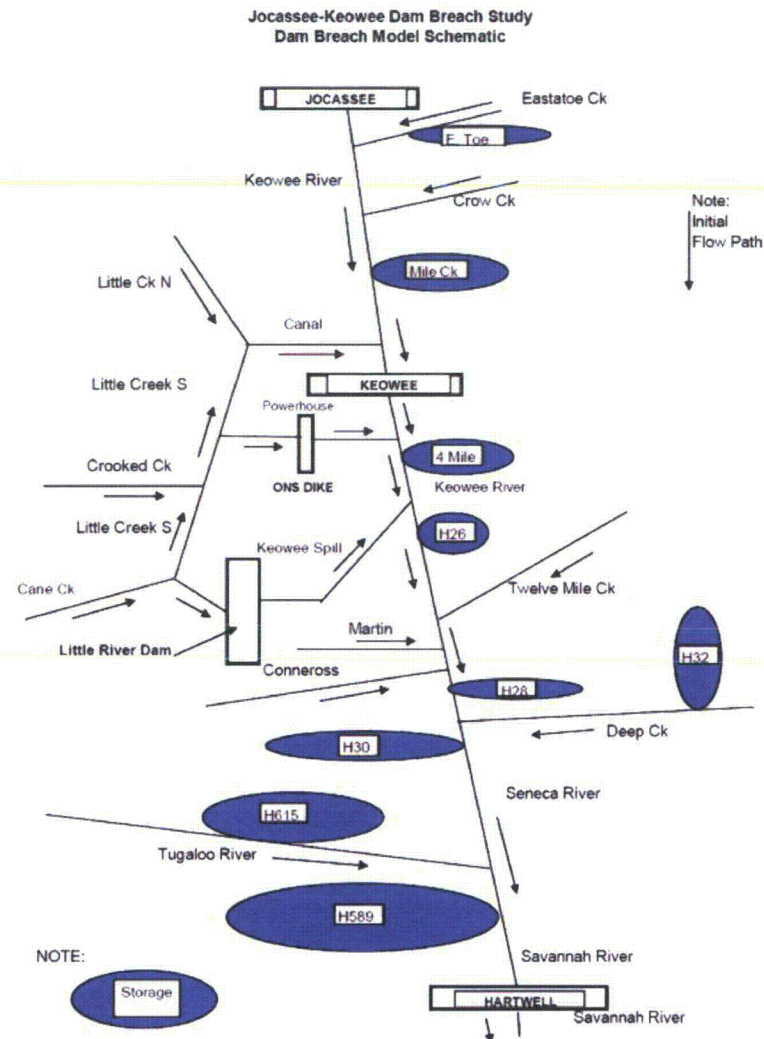 Jocassee-Keowee Dam Breach Study
Dam Breach Model Schematic
JOCASSEE
Eastatoe Ck
E. Toe
Keowee River
Crow Ck
Note:
Initial
Flow Path
Mile Ck
Little Ck N
Canal
Little Creek S
KEOWEE
Powerhouse
4 Mile
Crooked Ck
ONS DIKE
Keowee River
Little Creek S
H26
Keowee Spill
Cane Ck
Twelve Mile Ck
Martin
Little River Dam
H32
Conneross
H28
Deep Ck
H30
Seneca River
H615
Tugaloo River
H589
NOTE:
Savannah River
Storage
HARTWELL
Savannah River